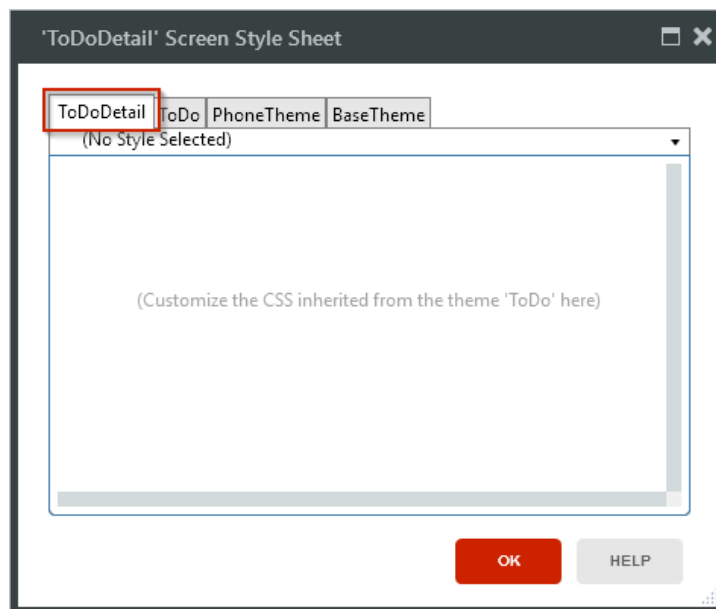 'ToDoDetail' Screen Style Sheet
ToDoDetail ToDo PhoneTheme BaseTheme
(No Style Selected)
(Customize the CSS inherited from the theme 'ToDo' here)
OK HELP